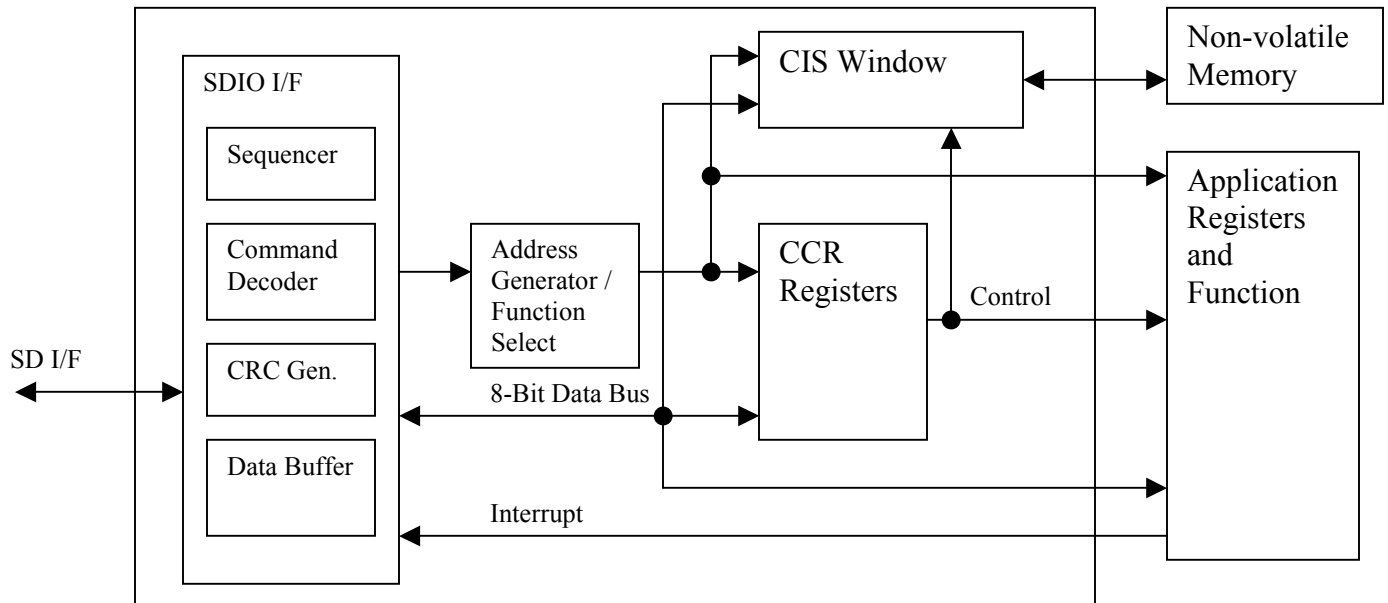 SD I/F
SDIO I/F
Sequencer
Command
Decoder
CRC Gen.
Data Buffer
Address
Generator /
Function
Select
8-Bit Data Bus
Interrupt
CIS Window
CCR
Registers
Control
Non-volatile
Memory
Application
Registers
and
Function